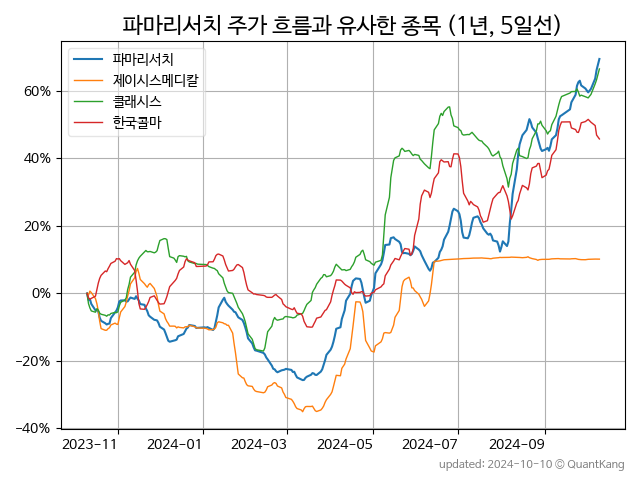 파마리서치 주가 흐름과 유사한 종목 (1년, 5일선)
파마리서치
제이시스메디칼
클래시스
한국콜마
60%
40%
20%
0%
−20%
−40%
2023-11 2024-01 2024-03 2024-05 2024-07 2024-09
updated: 2024-10-10 © QuantKang